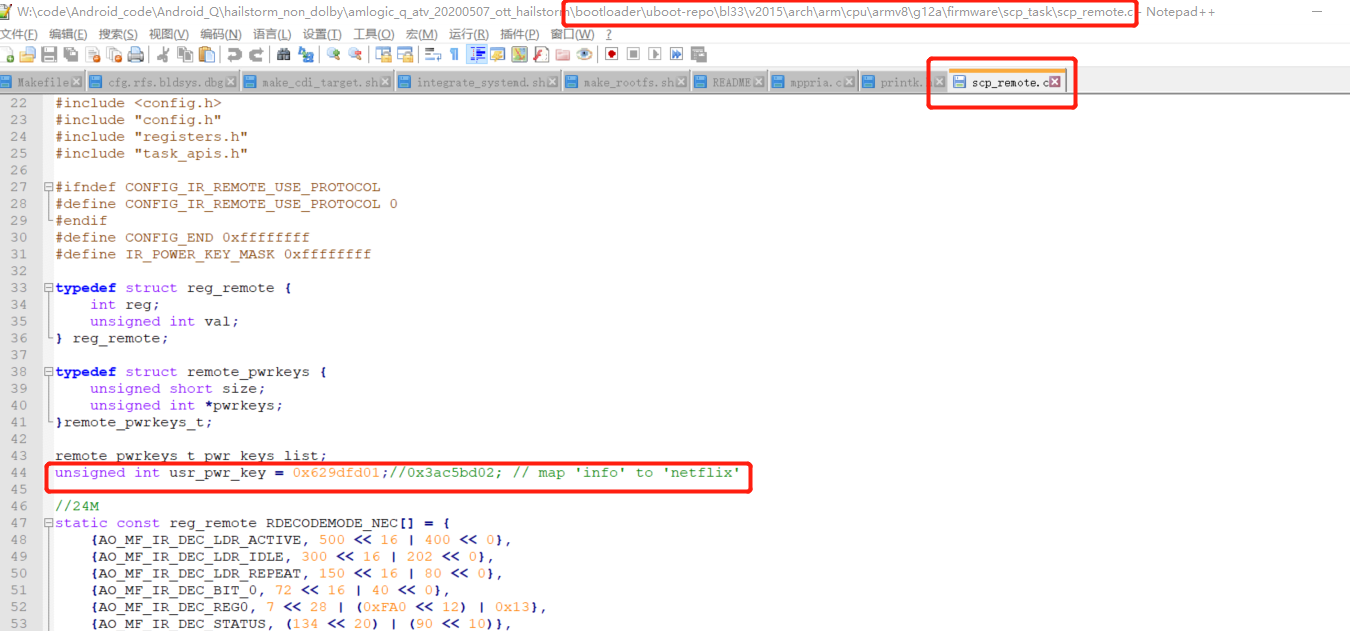 W:\code\Android_code\Android_Q\hailstorm_non_dolby\amlogic_q_atv_20200507_ott_hailstorm\bootloader\uboot-repo\bl33\v2015\arch\arm\cpu\armv8\g12a\firmware\scp_task\scp_remote.c - Notepad++
文件(F) 编辑(E) 搜索(S) 视图(V) 编码(N) 语言(L) 设置(T) 工具(O) 宏(M) 运行(R) 插件(P) 窗口(W) ?
Makefile cfg.rfs.bldsys.dbg make_cdi_target.sh integrate_systemd.sh make_rootfs.sh README mppria.c printk. scp_remote.c
22 #include <config.h>
23 #include "config.h"
24 #include "registers.h"
25 #include "task_apis.h"
26
27 #ifndef CONFIG_IR_REMOTE_USE_PROTOCOL
28 #define CONFIG_IR_REMOTE_USE_PROTOCOL 0
29 #endif
30 #define CONFIG_END 0xffffffff
31 #define IR_POWER_KEY_MASK 0xffffffff
32
33 typedef struct reg_remote {
34 int reg;
35 unsigned int val;
36 } reg_remote;
37
38 typedef struct remote_pwrkeys {
39 unsigned short size;
40 unsigned int *pwrkeys;
41 }remote_pwrkeys_t;
42
43 remote_pwrkeys_t pwr_keys_list;
44 unsigned int usr_pwr_key = 0x629dfd01;//0x3ac5bd02; // map 'info' to 'netflix'
45
46 //24M
47 static const reg_remote RDECODEMODE_NEC[] = {
48 {AO_MF_IR_DEC_LDR_ACTIVE, 500 << 16 | 400 << 0},
49 {AO_MF_IR_DEC_LDR_IDLE, 300 << 16 | 202 << 0},
50 {AO_MF_IR_DEC_LDR_REPEAT, 150 << 16 | 80 << 0},
51 {AO_MF_IR_DEC_BIT_0, 72 << 16 | 40 << 0},
52 {AO_MF_IR_DEC_REG0, 7 << 28 | (0xFA0 << 12) | 0x13},
53 {AO_MF_IR_DEC_STATUS, (134 << 20) | (90 << 10)},